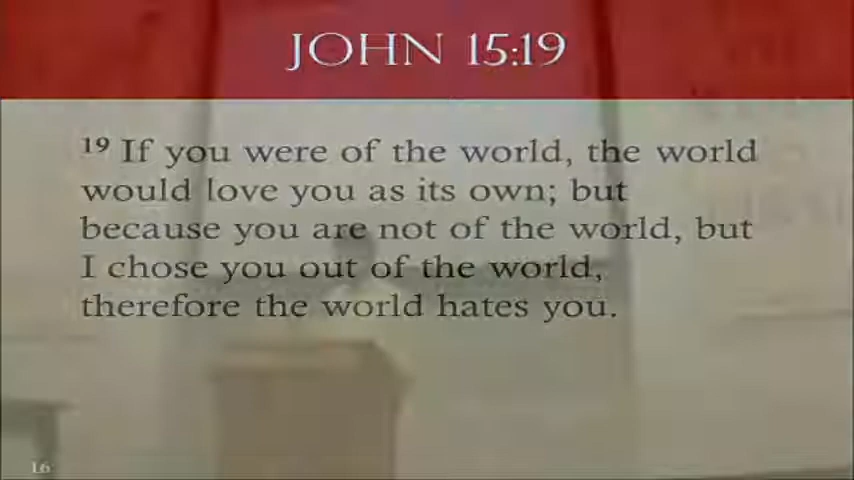 JOHN 15:19
19 If you were of the world, the world
would love you as its own; but
because you are not of the world, but
I chose you out of the world,
therefore the world hates you.
16